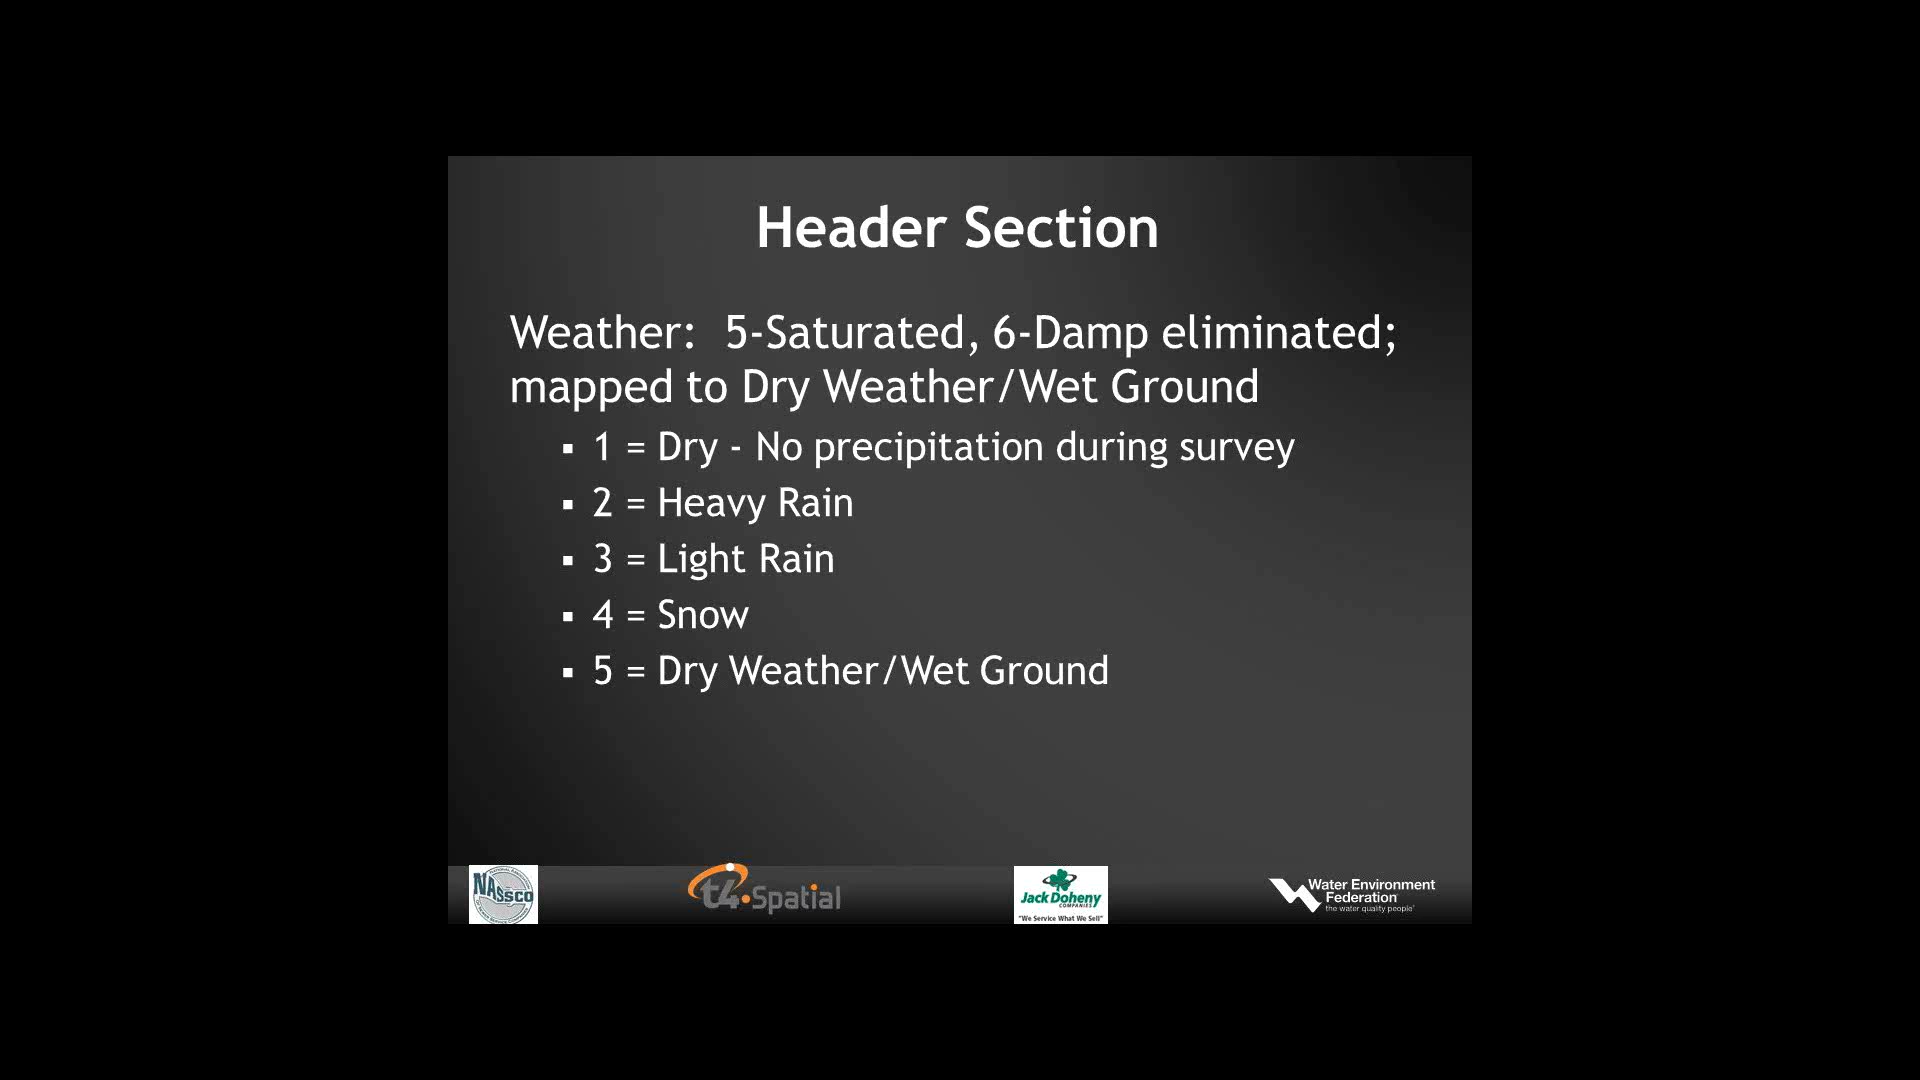 Header Section
Weather:  5-Saturated, 6-Damp eliminated;
mapped to Dry Weather/Wet Ground
▪ 1 = Dry - No precipitation during survey
▪ 2 = Heavy Rain
▪ 3 = Light Rain
▪ 4 = Snow
▪ 5 = Dry Weather/Wet Ground
NASSCO
t4.Spatial
Jack Doheny
COMPANIES
"We Service What We Sell"
Water Environment
Federation
the water quality people